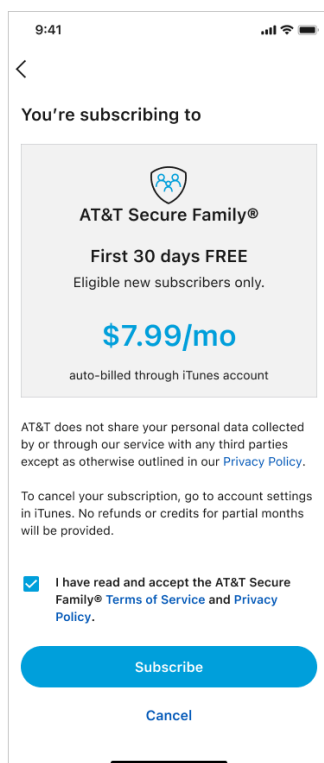 9:41
You're subscribing to
AT&T Secure Family®
First 30 days FREE
Eligible new subscribers only.
$7.99/mo
auto-billed through iTunes account
AT&T does not share your personal data collected
by or through our service with any third parties
except as otherwise outlined in our Privacy Policy.
To cancel your subscription, go to account settings
in iTunes. No refunds or credits for partial months
will be provided.
I have read and accept the AT&T Secure
Family® Terms of Service and Privacy
Policy.
Subscribe
Cancel